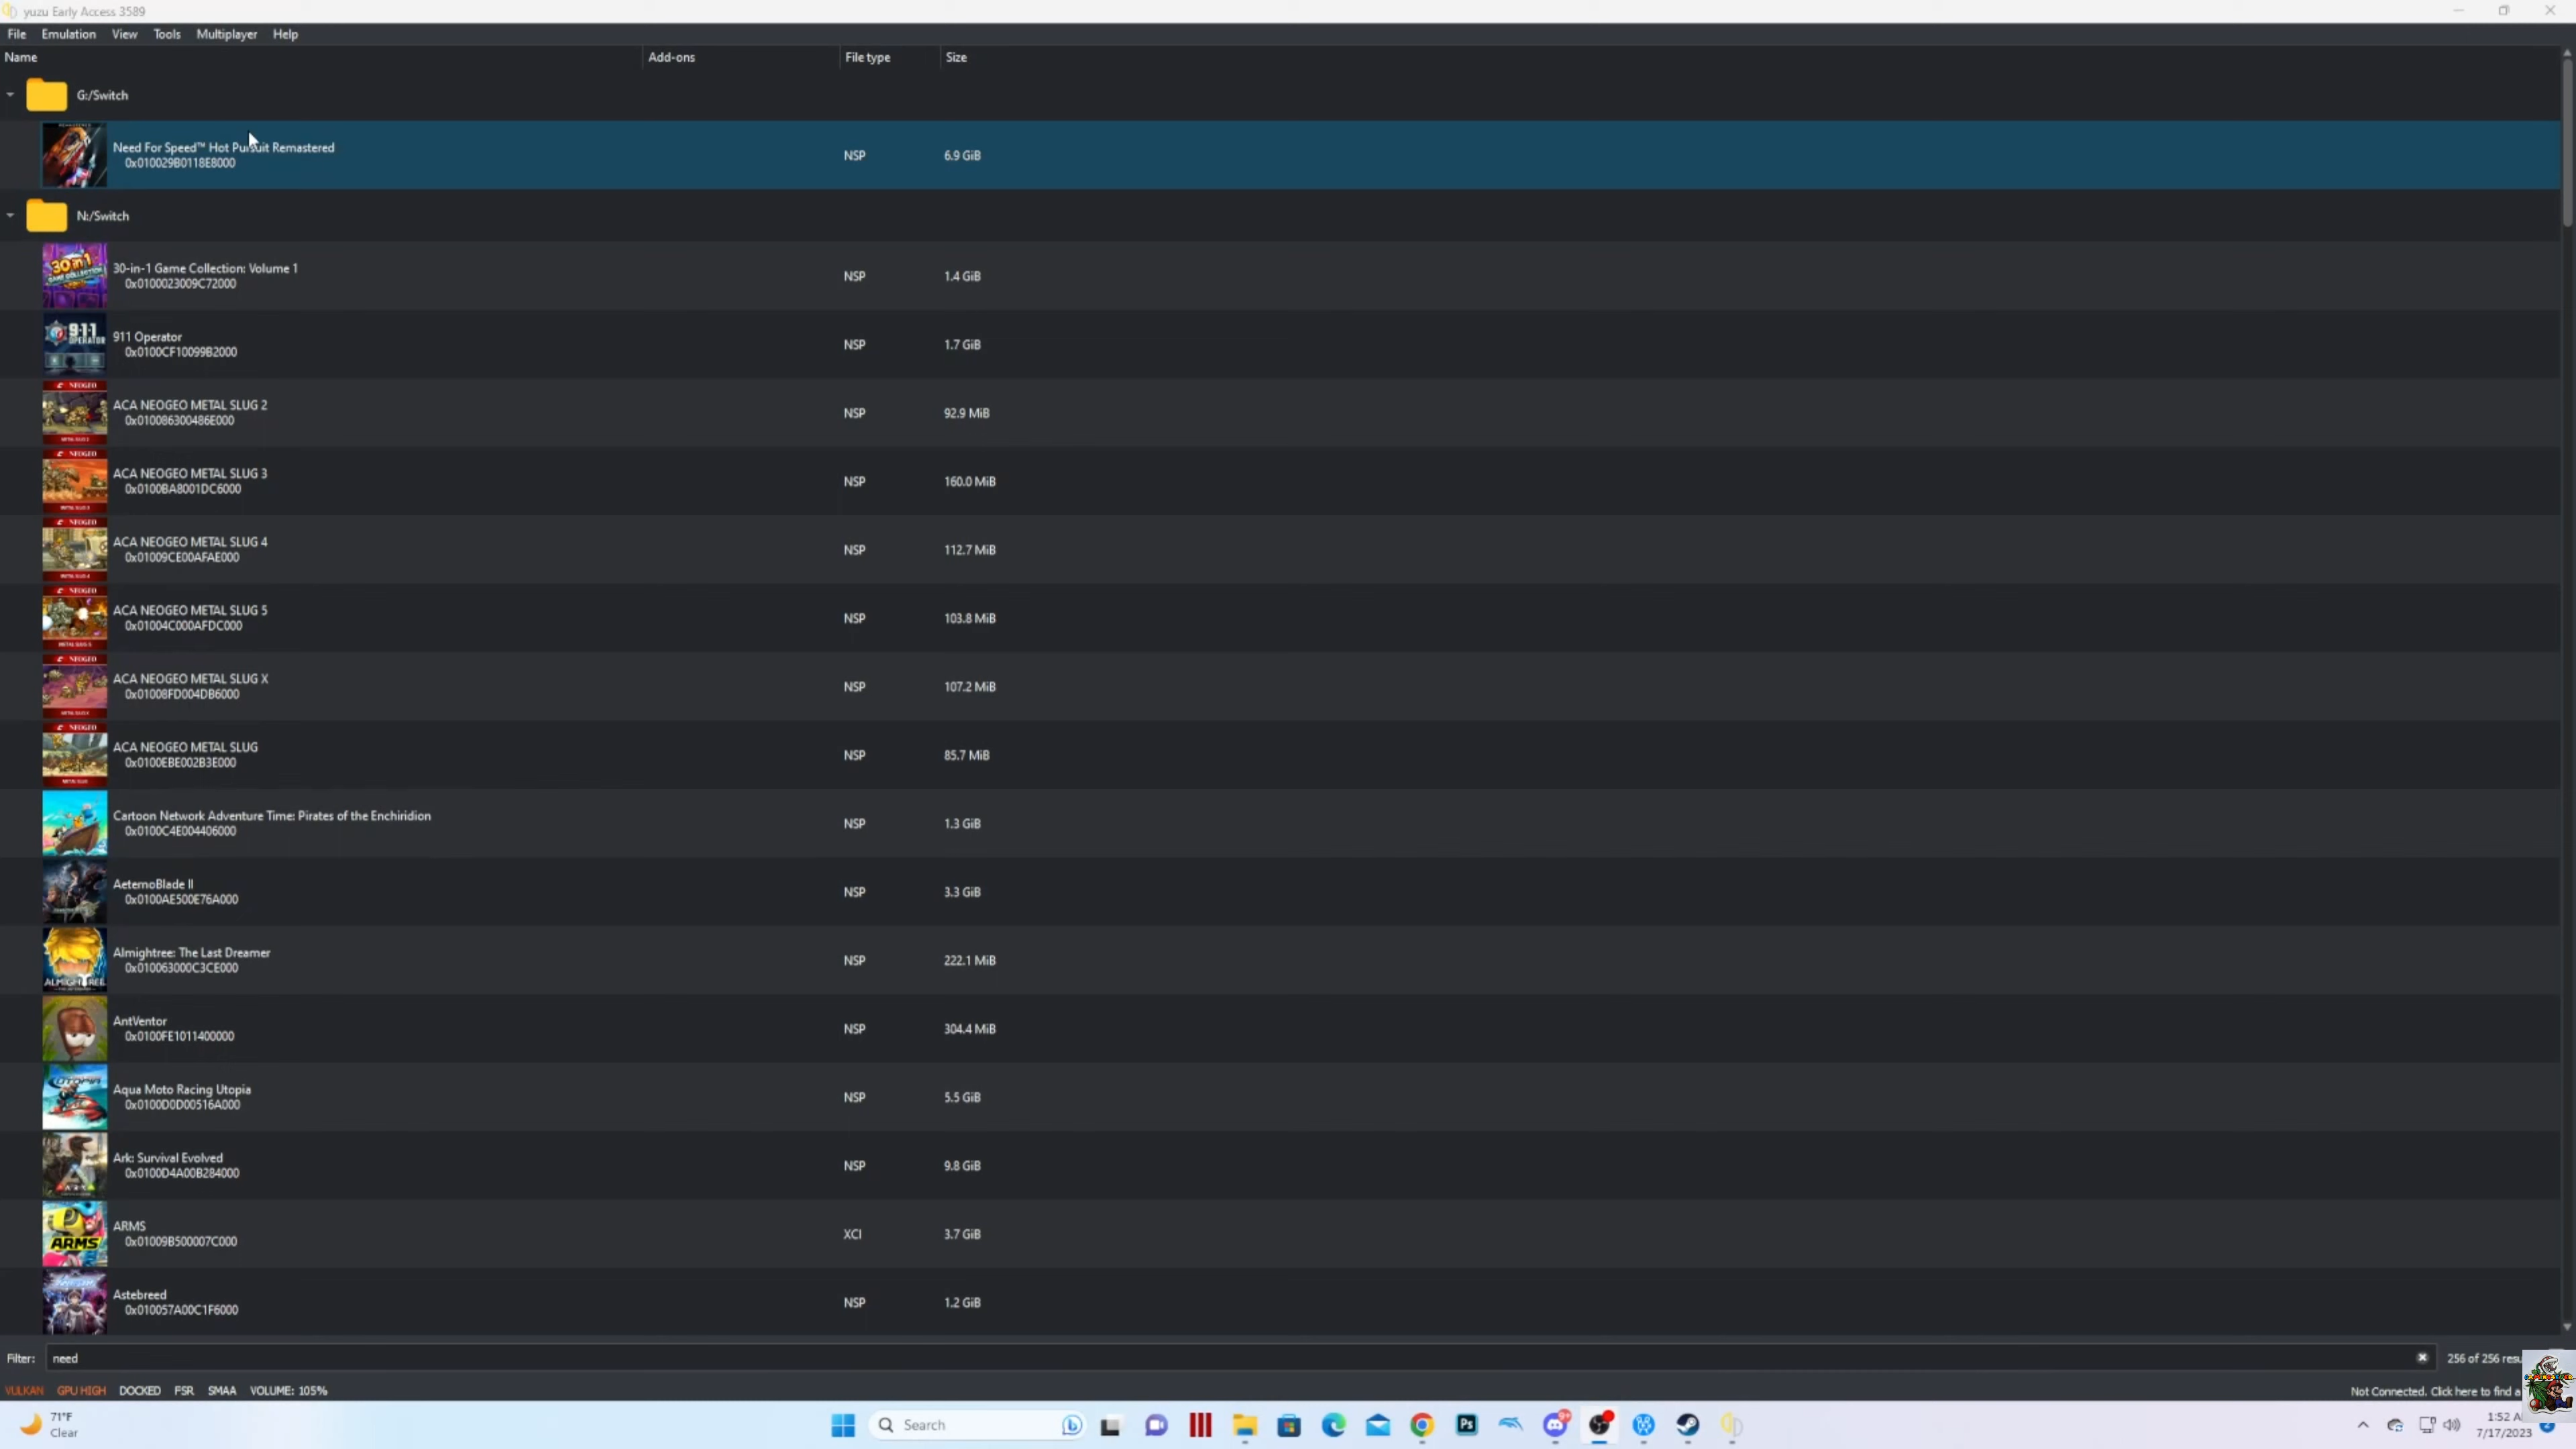 yuzu Early Access 3589
File Emulation View Tools Multiplayer Help
Name Add-ons File type Size
G:/Switch
Need For Speed™ Hot Pursuit Remastered
0x010029B0118E8000 NSP 6.9 GiB
N:/Switch
30-in-1 Game Collection: Volume 1
0x0100023009C72000 NSP 1.4 GiB
911 Operator
0x0100CF10099B2000 NSP 1.7 GiB
ACA NEOGEO METAL SLUG 2
0x010086300486E000 NSP 92.9 MiB
ACA NEOGEO METAL SLUG 3
0x0100BA8001DC6000 NSP 160.0 MiB
ACA NEOGEO METAL SLUG 4
0x01009CE00AFAE000 NSP 112.7 MiB
ACA NEOGEO METAL SLUG 5
0x01004C000AFDC000 NSP 103.8 MiB
ACA NEOGEO METAL SLUG X
0x01008FD004DB6000 NSP 107.2 MiB
ACA NEOGEO METAL SLUG
0x0100EBE002B3E000 NSP 85.7 MiB
Cartoon Network Adventure Time: Pirates of the Enchiridion
0x0100C4E004406000 NSP 1.3 GiB
AeternoBlade II
0x0100AE500E76A000 NSP 3.3 GiB
Almightree: The Last Dreamer
0x010063000C3CE000 NSP 222.1 MiB
AntVentor
0x0100FE1011400000 NSP 304.4 MiB
Aqua Moto Racing Utopia
0x0100D0D00516A000 NSP 5.5 GiB
Ark: Survival Evolved
0x0100D4A00B284000 NSP 9.8 GiB
ARMS
0x01009B500007C000 XCI 3.7 GiB
Astebreed
0x010057A00C1F6000 NSP 1.2 GiB
Filter: need 256 of 256 resu
VULKAN GPU HIGH DOCKED FSR SMAA VOLUME: 105% Not Connected. Click here to find a
71°F
Clear
Search
1:52 A
7/17/2023